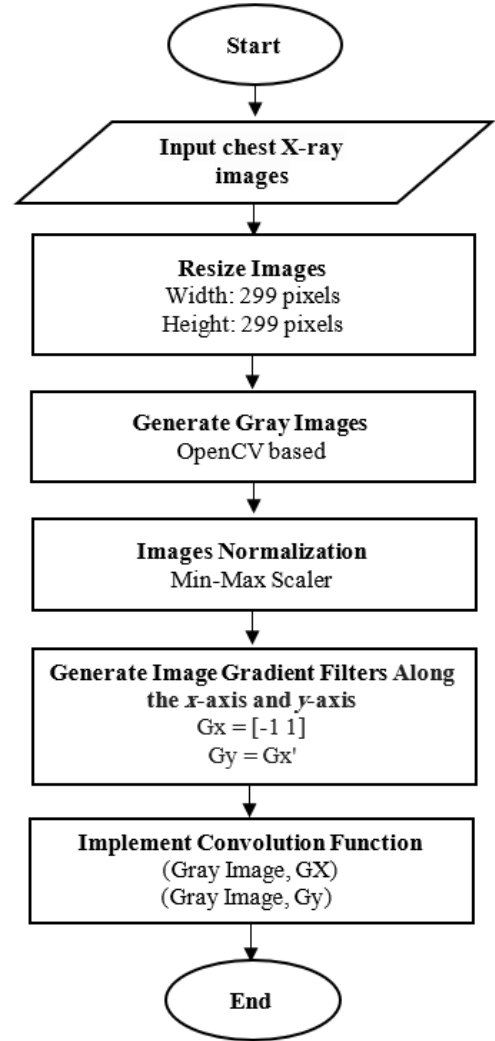 Start
Input chest X-ray
images
Resize Images
Width: 299 pixels
Height: 299 pixels
Generate Gray Images
OpenCV based
Images Normalization
Min-Max Scaler
Generate Image Gradient Filters Along
the x-axis and y-axis
Gx = [-1 1]
Gy = Gx'
Implement Convolution Function
(Gray Image, GX)
(Gray Image, Gy)
End